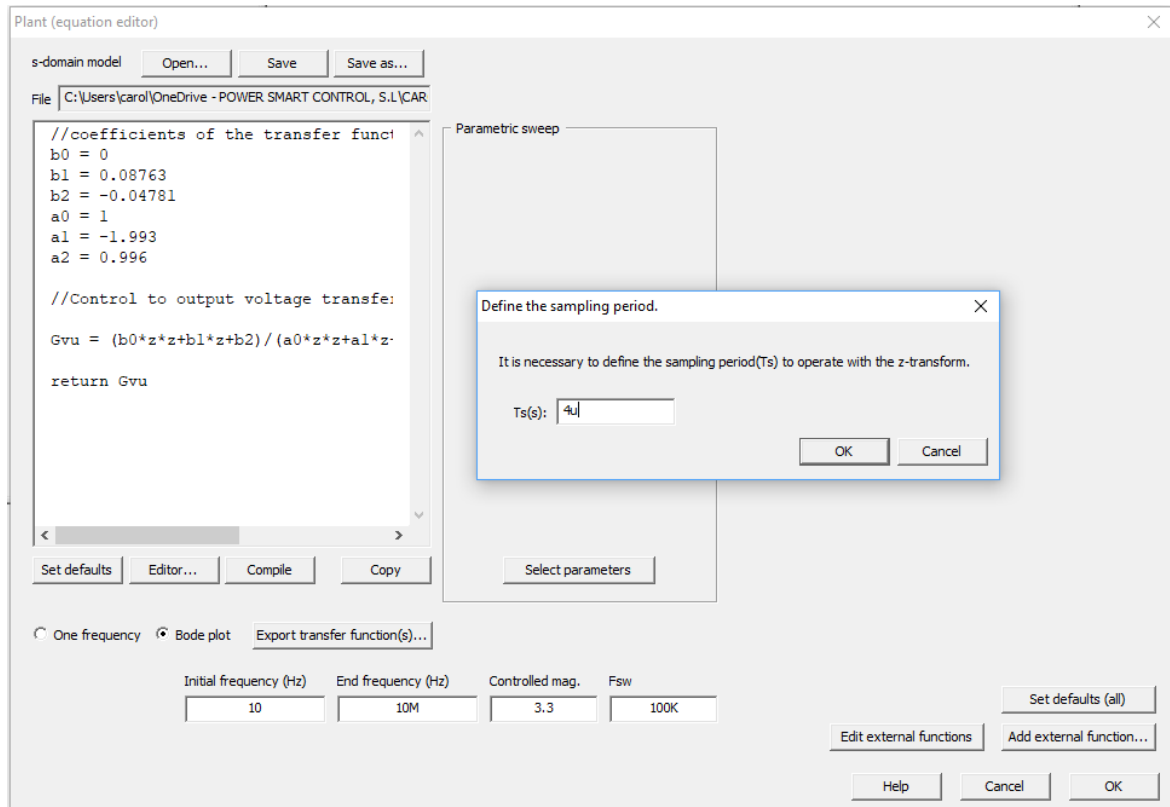 Plant (equation editor)
s-domain model Open... Save Save as...
File C:\Users\carol\OneDrive - POWER SMART CONTROL, S.L\CAR
//coefficients of the transfer funct
b0 = 0
b1 = 0.08763
b2 = -0.04781
a0 = 1
a1 = -1.993
a2 = 0.996
//Control to output voltage transfer
Gvu = (b0*z*z+b1*z+b2)/(a0*z*z+a1*z-
return Gvu
Parametric sweep
Define the sampling period.
It is necessary to define the sampling period(Ts) to operate with the z-transform.
Ts(s): 4u
OK Cancel
Set defaults Editor... Compile Copy
Select parameters
One frequency Bode plot Export transfer function(s)...
Initial frequency (Hz) End frequency (Hz) Controlled mag. Fsw
10 10M 3.3 100K
Set defaults (all)
Edit external functions Add external function...
Help Cancel OK